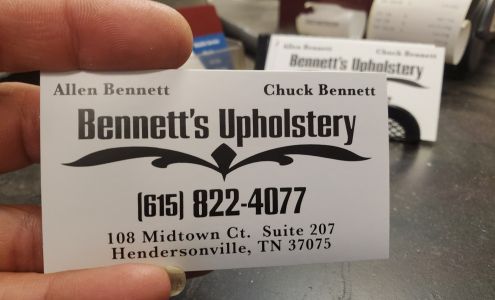 Allen Bennett Chuck Bennett
Bennett's Upholstery
(615) 822-4077
108 Midtown Ct. Suite 207
Hendersonville, TN 37075
Allen Bennett Chuck Bennett
Bennett's Upholstery